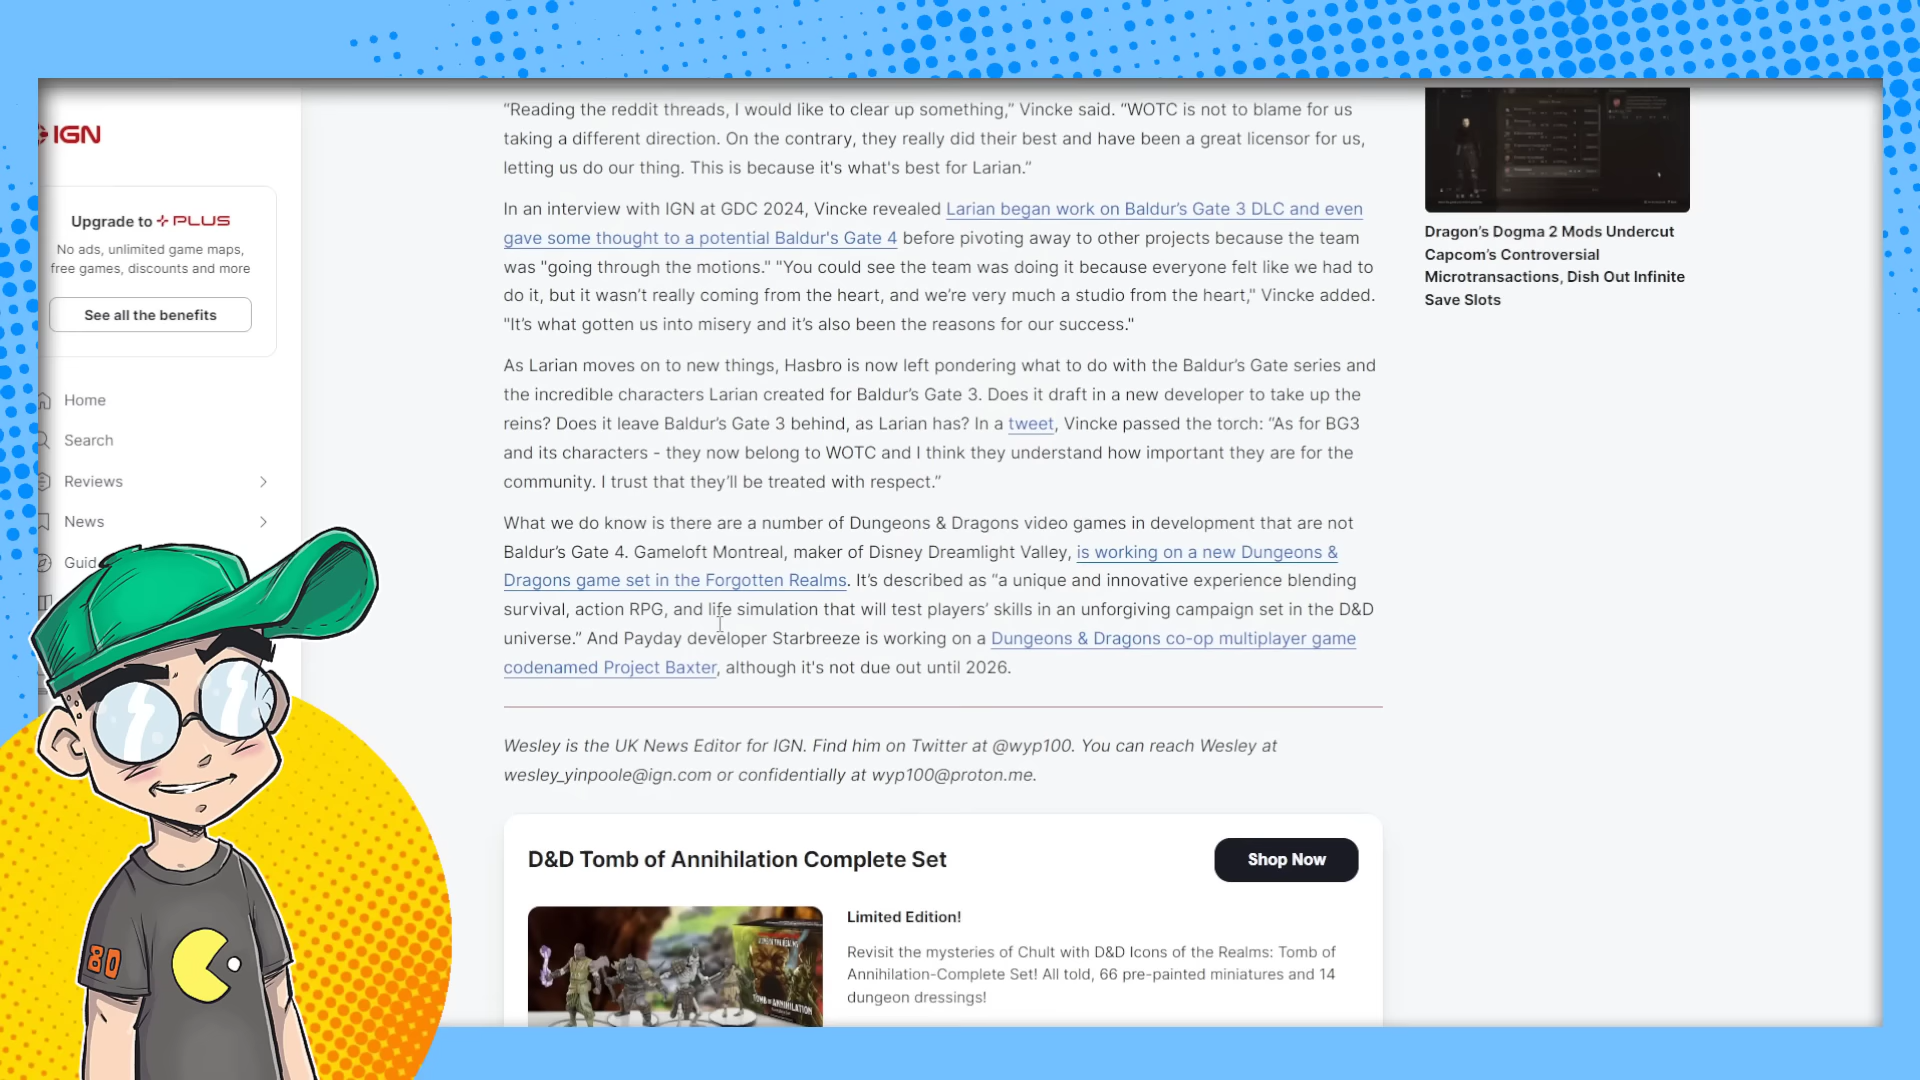 IGN
Upgrade to PLUS
No ads, unlimited game maps,
free games, discounts and more
See all the benefits
Home
Search
Reviews
News
Guid
“Reading the reddit threads, I would like to clear up something,” Vincke said. “WOTC is not to blame for us
taking a different direction. On the contrary, they really did their best and have been a great licensor for us,
letting us do our thing. This is because it's what's best for Larian.”
In an interview with IGN at GDC 2024, Vincke revealed Larian began work on Baldur’s Gate 3 DLC and even
gave some thought to a potential Baldur's Gate 4 before pivoting away to other projects because the team
was "going through the motions." "You could see the team was doing it because everyone felt like we had to
do it, but it wasn’t really coming from the heart, and we’re very much a studio from the heart," Vincke added.
"It’s what gotten us into misery and it’s also been the reasons for our success."
As Larian moves on to new things, Hasbro is now left pondering what to do with the Baldur’s Gate series and
the incredible characters Larian created for Baldur’s Gate 3. Does it draft in a new developer to take up the
reins? Does it leave Baldur’s Gate 3 behind, as Larian has? In a tweet, Vincke passed the torch: “As for BG3
and its characters - they now belong to WOTC and I think they understand how important they are for the
community. I trust that they’ll be treated with respect.”
What we do know is there are a number of Dungeons & Dragons video games in development that are not
Baldur’s Gate 4. Gameloft Montreal, maker of Disney Dreamlight Valley, is working on a new Dungeons &
Dragons game set in the Forgotten Realms. It’s described as “a unique and innovative experience blending
survival, action RPG, and life simulation that will test players’ skills in an unforgiving campaign set in the D&D
universe.” And Payday developer Starbreeze is working on a Dungeons & Dragons co-op multiplayer game
codenamed Project Baxter, although it's not due out until 2026.
Wesley is the UK News Editor for IGN. Find him on Twitter at @wyp100. You can reach Wesley at
wesley_yinpoole@ign.com or confidentially at wyp100@proton.me.
D&D Tomb of Annihilation Complete Set
Shop Now
Limited Edition!
Revisit the mysteries of Chult with D&D Icons of the Realms: Tomb of
Annihilation-Complete Set! All told, 66 pre-painted miniatures and 14
dungeon dressings!
Dragon’s Dogma 2 Mods Undercut
Capcom’s Controversial
Microtransactions, Dish Out Infinite
Save Slots
80